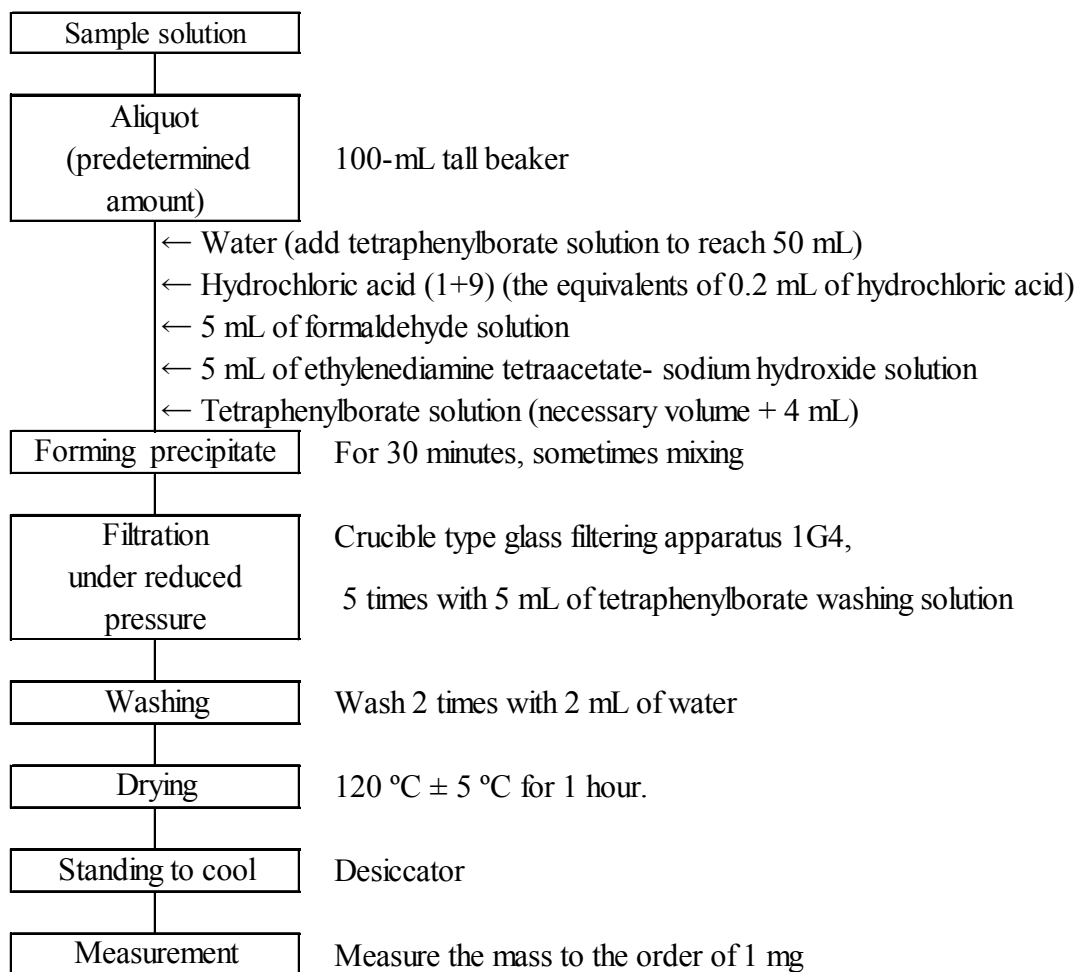 Sample solution
Aliquot
(predetermined
amount)
100-mL tall beaker
← Water (add tetraphenylborate solution to reach 50 mL)
← Hydrochloric acid (1+9) (the equivalents of 0.2 mL of hydrochloric acid)
← 5 mL of formaldehyde solution
← 5 mL of ethylenediamine tetraacetate- sodium hydroxide solution
← Tetraphenylborate solution (necessary volume + 4 mL)
Forming precipitate
For 30 minutes, sometimes mixing
Filtration
under reduced
pressure
Crucible type glass filtering apparatus 1G4,
5 times with 5 mL of tetraphenylborate washing solution
Washing
Wash 2 times with 2 mL of water
Drying
120 ºC ± 5 ºC for 1 hour.
Standing to cool
Desiccator
Measurement
Measure the mass to the order of 1 mg